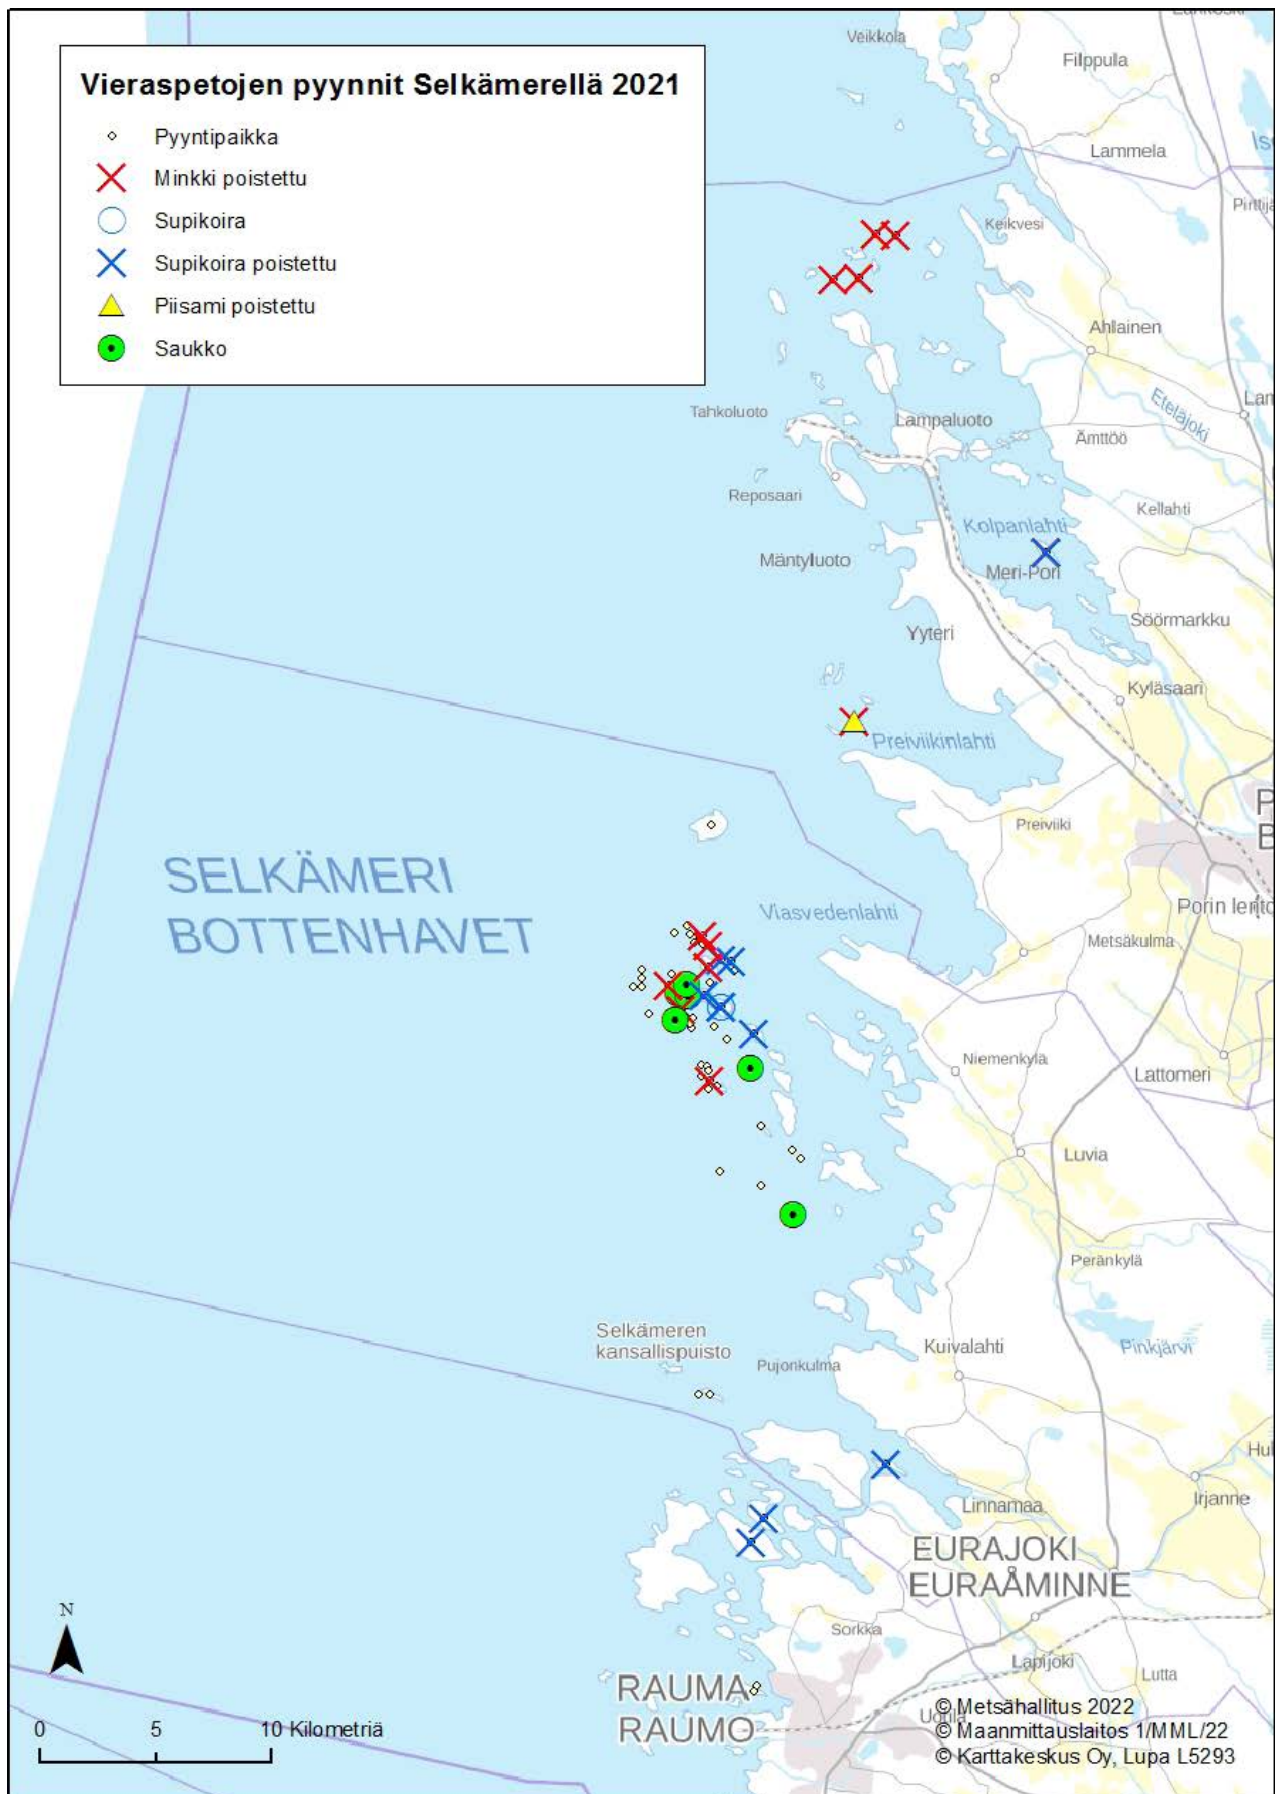 Vieraspetojen pyynnit Selkämerellä 2021
Pyyntipaikka
Minkki poistettu
Supikoira
Supikoira poistettu
Piisami poistettu
Saukko
Veikkola
Filppula
Lammela
Keikvesi
Ahlainen
Eteläjoki
Tahkoluoto
Lampaluoto
Ämttöö
Reposaari
Kellahti
Kolpanlahti
Mäntyluoto
Meri-Pori
Söörmarkku
Yyteri
Kyläsaari
Preiviikinlahti
Preiviiki
SELKÄMERI
BOTTENHAVET
Viasvedenlahti
Porin lento
Metsäkulma
Niemenkylä
Lattomeri
Luvia
Peränkylä
Selkämeren
kansallispuisto
Pujonkulma
Kuivalahti
Pinkjärvi
Linnamaa
Irjanne
EURAJOKI
EURAÅMINNE
Sorkka
Lapijoki
Lutta
RAUMA
RAUMO
N
0 5 10 Kilometriä
© Metsähallitus 2022
© Maanmittauslaitos 1/MML/22
© Karttakeskus Oy, Lupa L5293